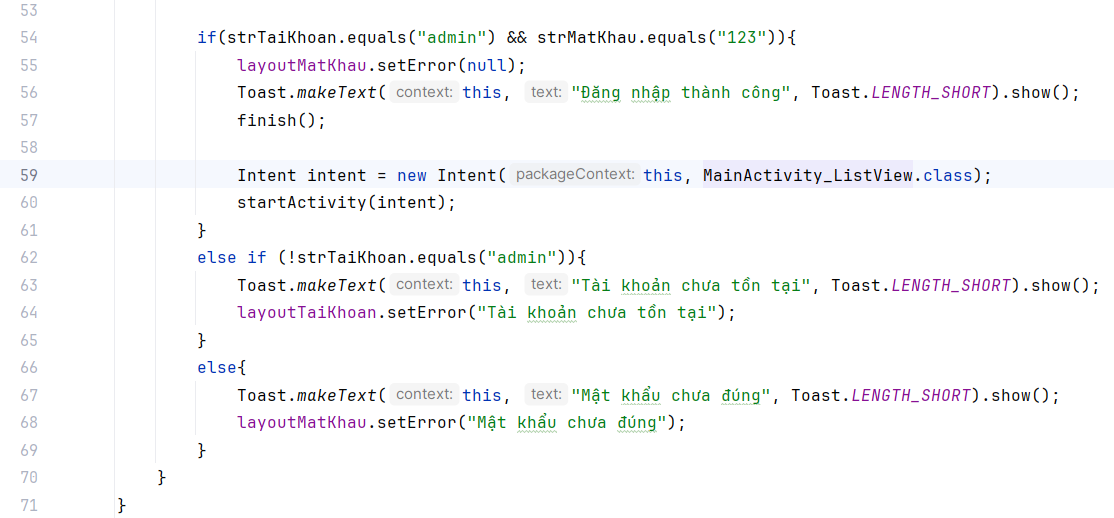 53
54 if(strTaiKhoan.equals("admin") && strMatKhau.equals("123")){
55 layoutMatKhau.setError(null);
56 Toast.makeText( context: this, text: "Đăng nhập thành công", Toast.LENGTH_SHORT).show();
57 finish();
58
59 Intent intent = new Intent( packageContext: this, MainActivity_ListView.class);
60 startActivity(intent);
61 }
62 else if (!strTaiKhoan.equals("admin")){
63 Toast.makeText( context: this, text: "Tài khoản chưa tồn tại", Toast.LENGTH_SHORT).show();
64 layoutTaiKhoan.setError("Tài khoản chưa tồn tại");
65 }
66 else{
67 Toast.makeText( context: this, text: "Mật khẩu chưa đúng", Toast.LENGTH_SHORT).show();
68 layoutMatKhau.setError("Mật khẩu chưa đúng");
69 }
70 }
71 }